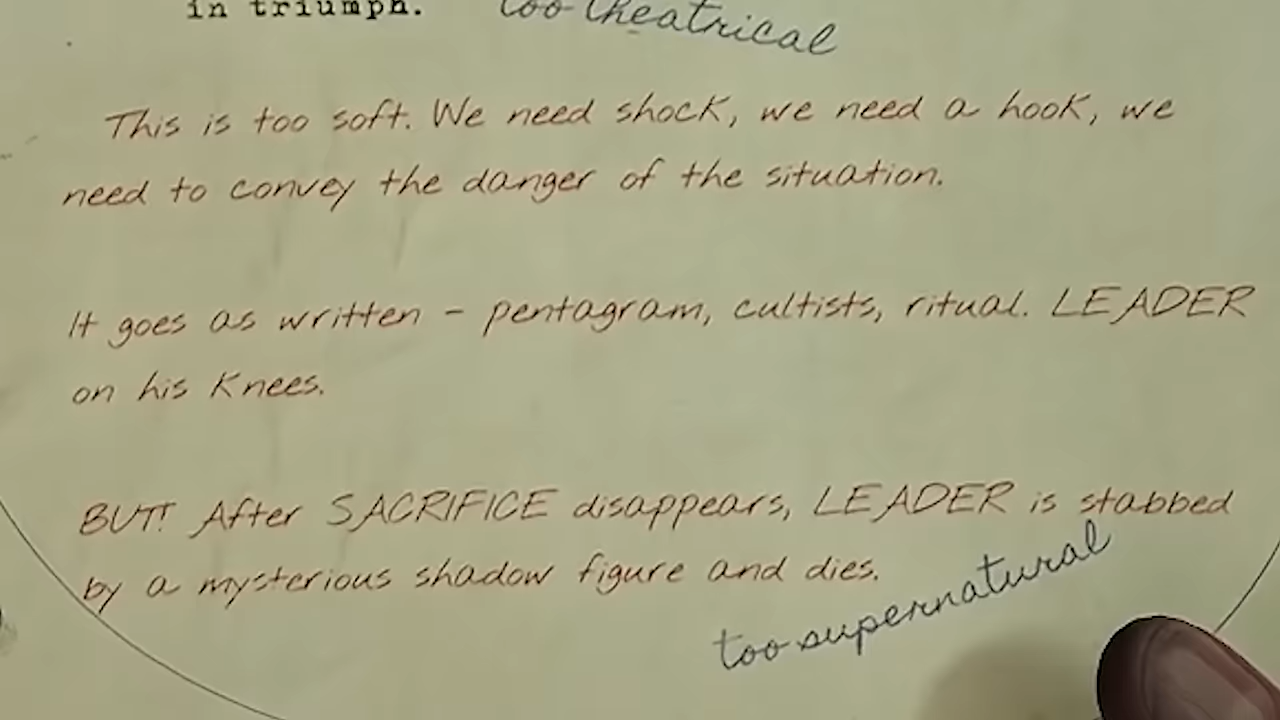 in triumph. too theatrical
This is too soft. We need shock, we need a hook, we
need to convey the danger of the situation.
It goes as written - pentagram, cultists, ritual. LEADER
on his knees.
BUT! After SACRIFICE disappears, LEADER is stabbed
by a mysterious shadow figure and dies.
too supernatural